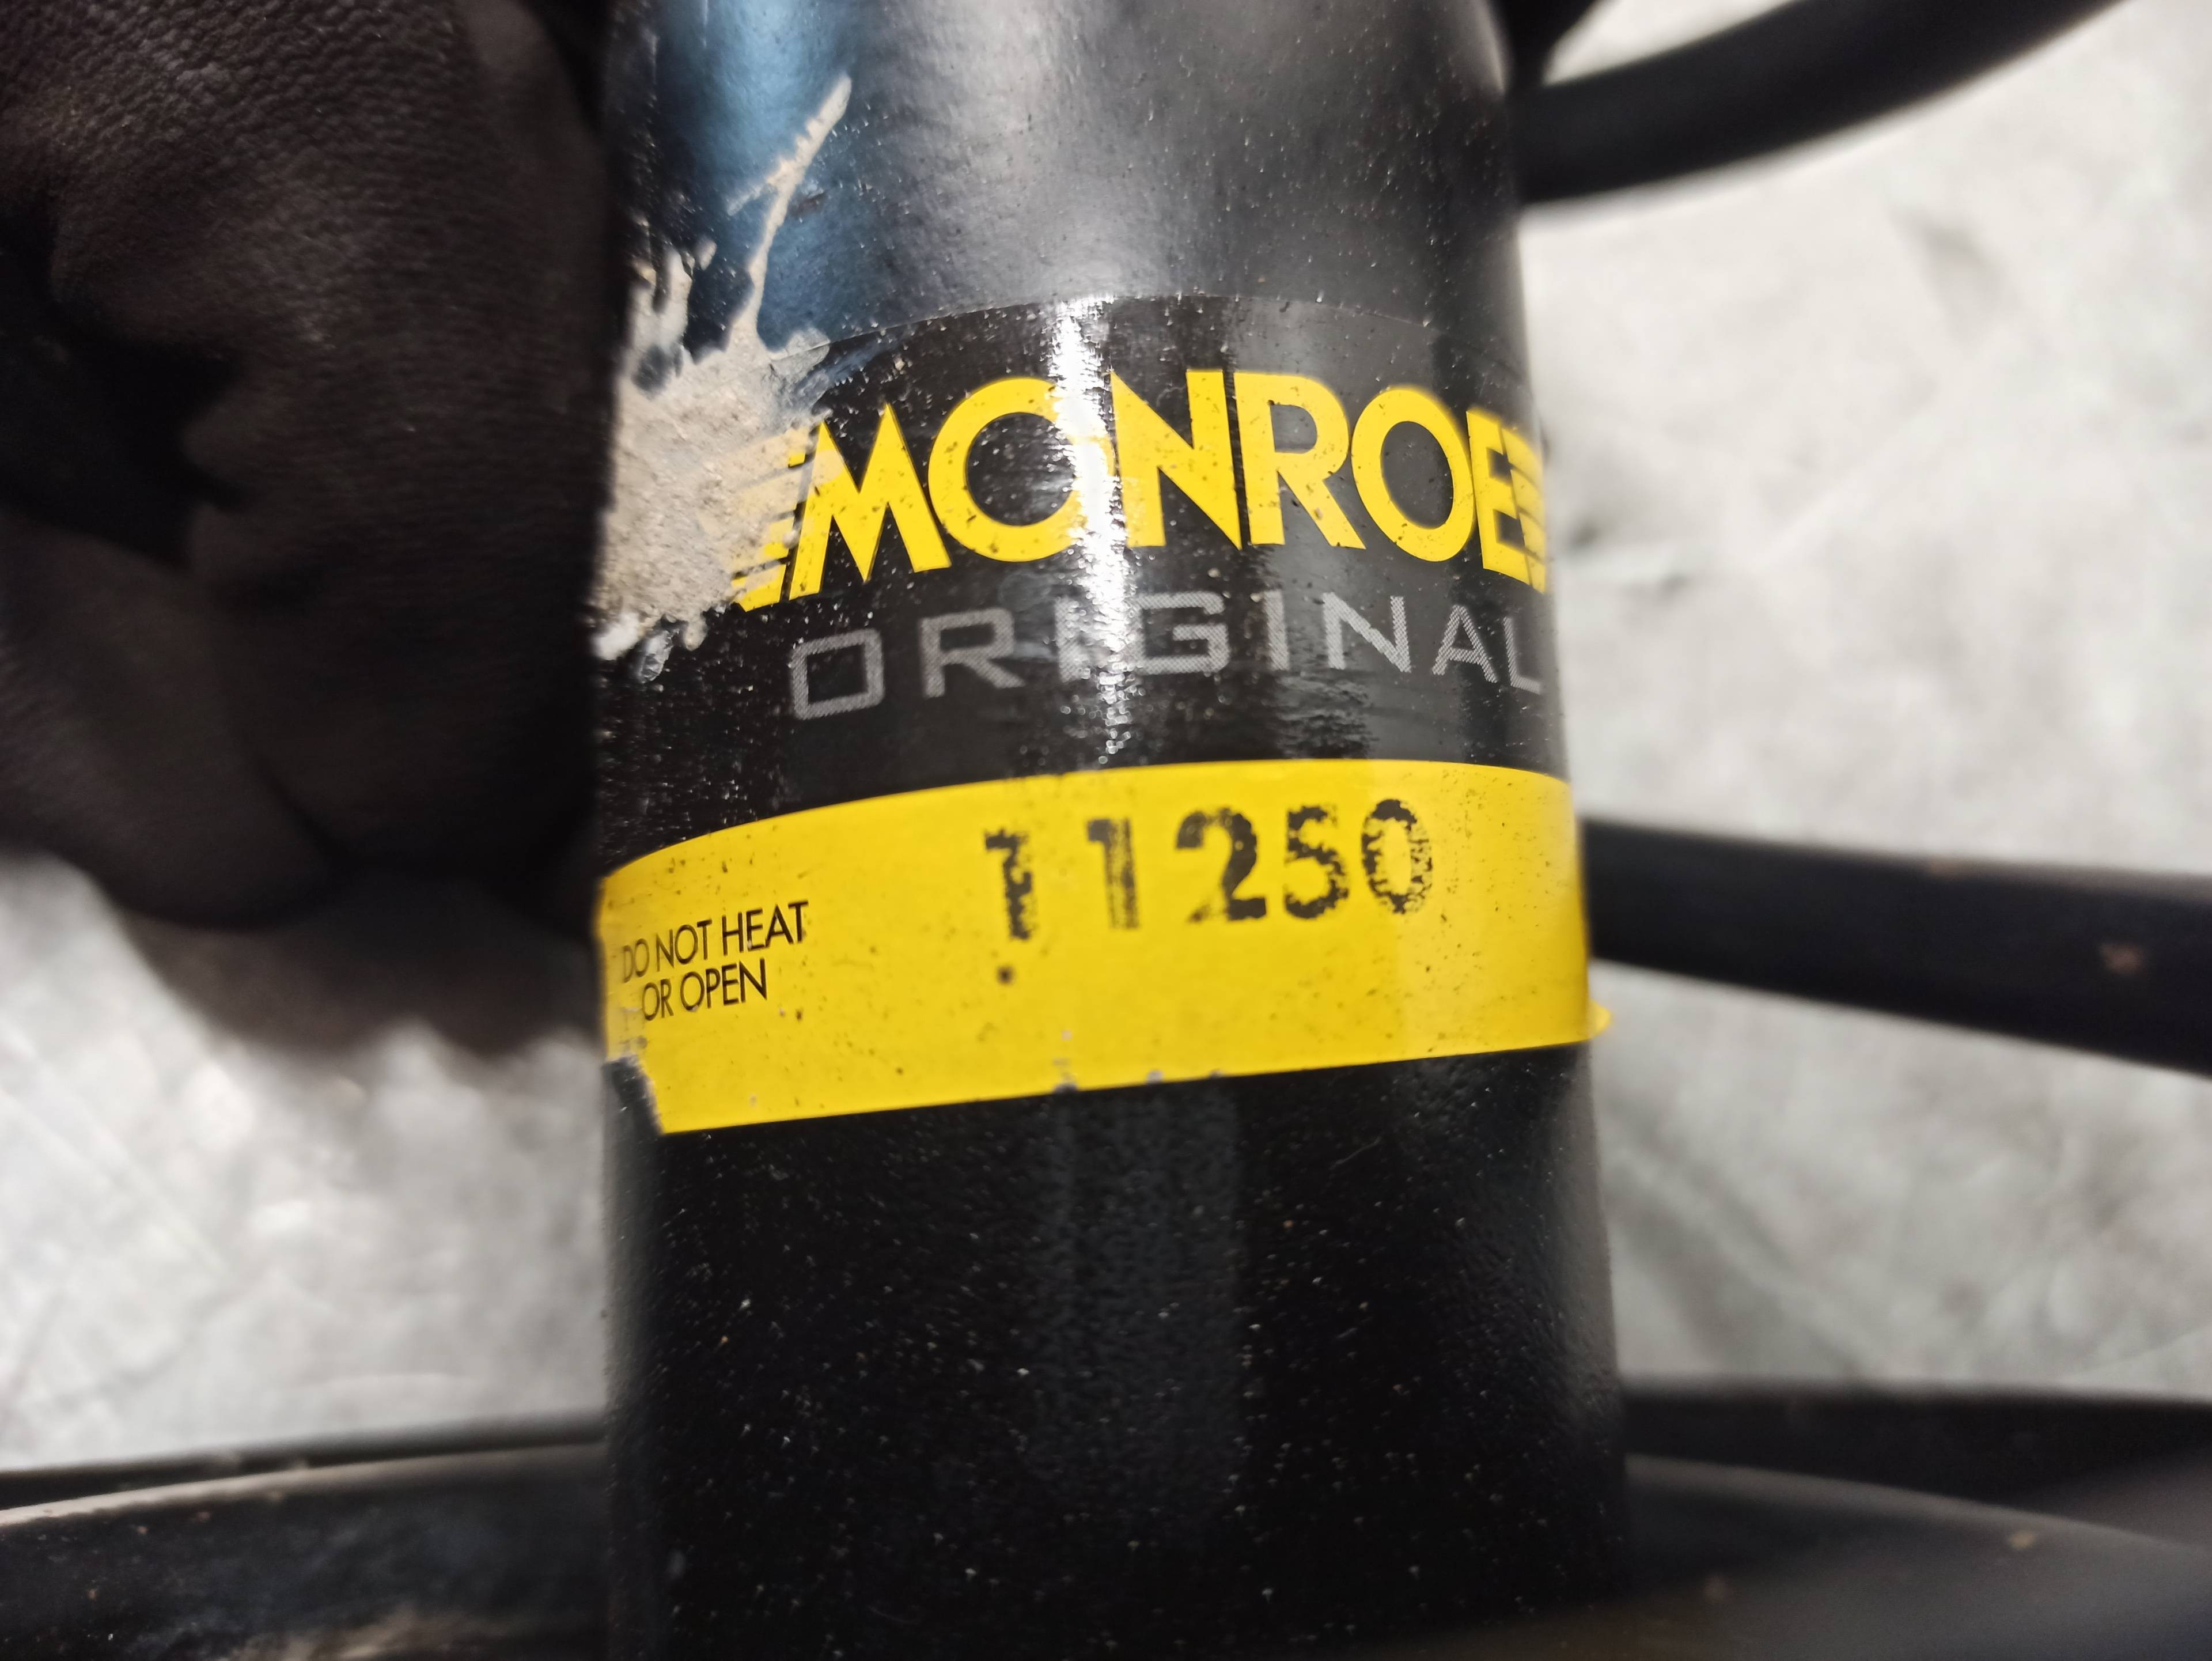 MONROE
ORIGINAL
11250
DO NOT HEAT
OR OPEN